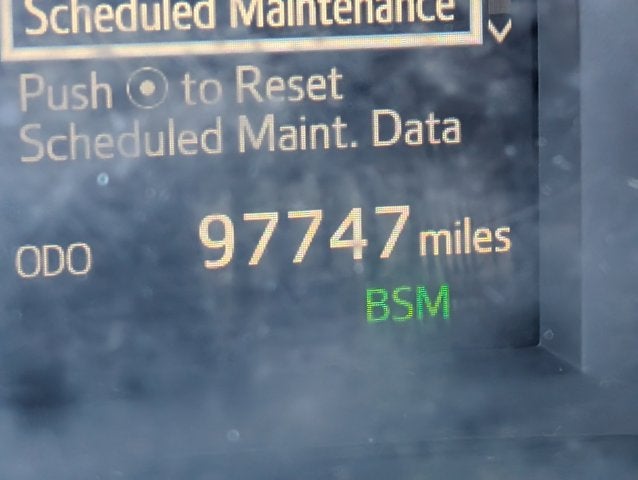 Scheduled Maintenance
Push to Reset
Scheduled Maint. Data
ODO 97747 miles
BSM